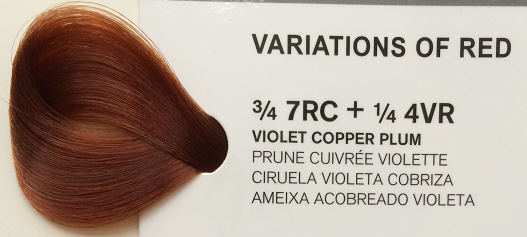 VARIATIONS OF RED
¾ 7RC + ¼ 4VR
VIOLET COPPER PLUM
PRUNE CUIVRÉE VIOLETTE
CIRUELA VIOLETA COBRIZA
AMEIXA ACOBREADO VIOLETA